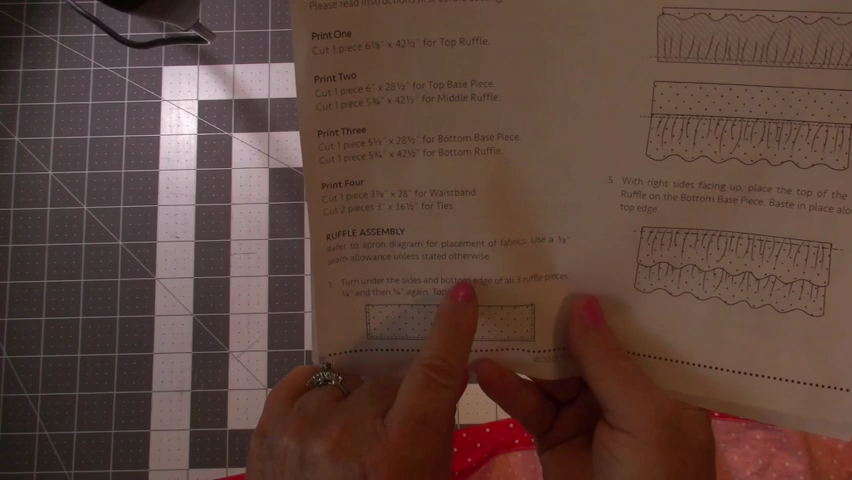 Please read instructions first
Print One
Cut 1 piece 6⅛" x 42½" for Top Ruffle.
Print Two
Cut 1 piece 6" x 28½" for Top Base Piece.
Cut 1 piece 5¾" x 42½" for Middle Ruffle.
Print Three
Cut 1 piece 5½" x 28½" for Bottom Base Piece
Cut 1 piece 5¾" x 42½" for Bottom Ruffle.
Print Four
Cut 1 piece 3⅝" x 28" for Waistband
Cut 2 pieces 3" x 36½" for Ties.
RUFFLE ASSEMBLY
Refer to apron diagram for placement of fabrics. Use a ⅜"
seam allowance unless stated otherwise
1. Turn under the sides and bottom edge of all 3 ruffle pieces
¼" and then ¼" again.
5. With right sides facing up, place the top of the
Ruffle on the Bottom Base Piece. Baste in place
top edge.